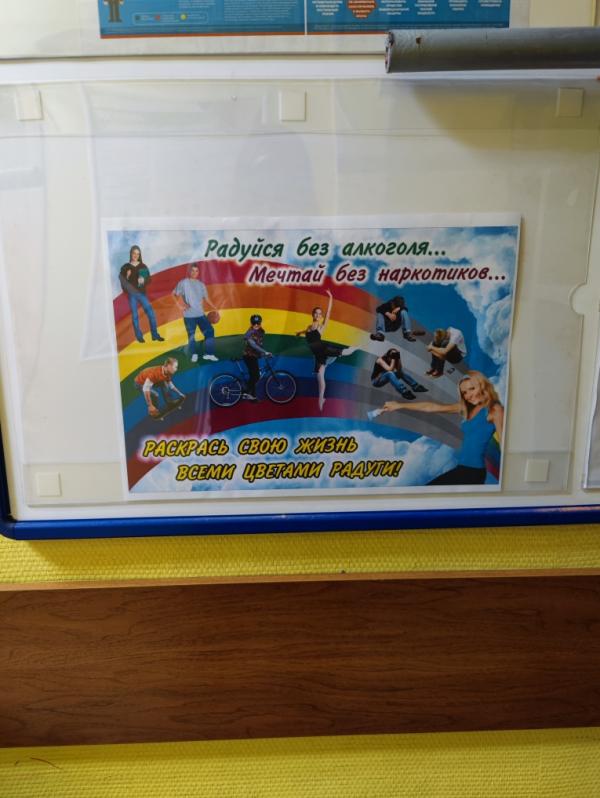 Радуйся без алкоголя...
Мечтай без наркотиков...
РАСКРАСЬ СВОЮ ЖИЗНЬ
ВСЕМИ ЦВЕТАМИ РАДУГИ!